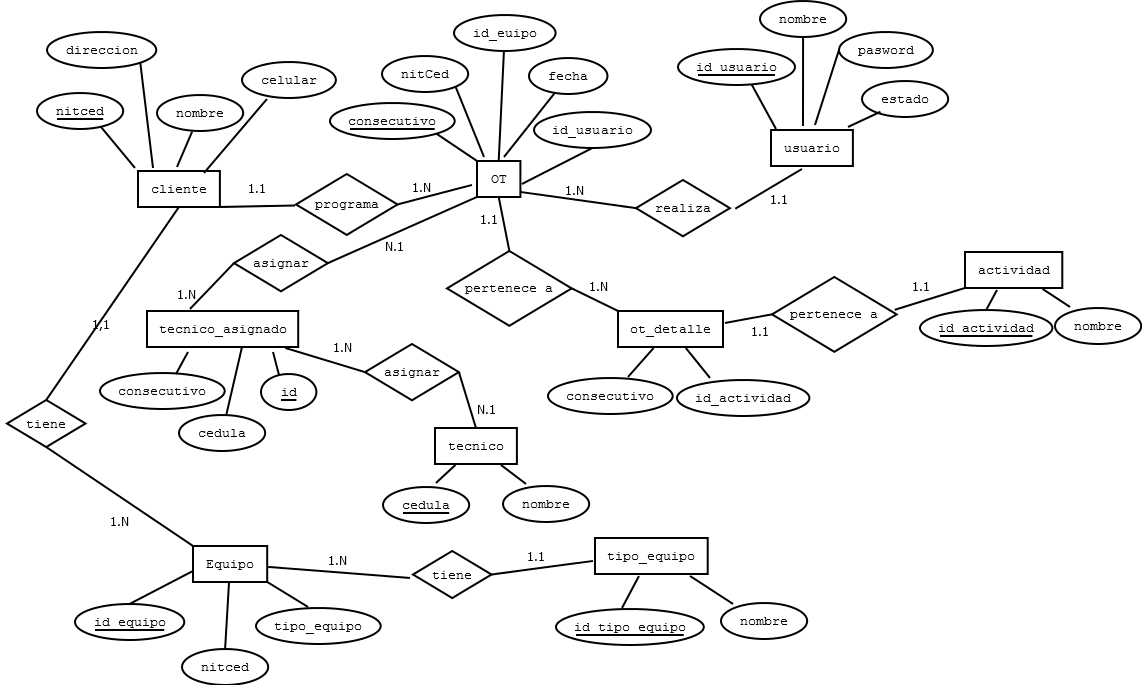 nombre
id_euipo
direccion
pasword
id usuario
nitCed
fecha
celular
estado
nitced
nombre
consecutivo
id_usuario
usuario
cliente
1.1
1.N
OT
1.N
programa
realiza
1.1
1.1
N.1
asignar
actividad
pertenece a
1.N
1.1
1.N
pertenece a
1,1
tecnico_asignado
ot_detalle
1.1
id actividad
nombre
1.N
asignar
consecutivo
id
consecutivo
id_actividad
N.1
tiene
cedula
tecnico
cedula
nombre
1.N
Equipo
1.N
1.1
tipo_equipo
tiene
id equipo
tipo_equipo
id tipo equipo
nombre
nitced